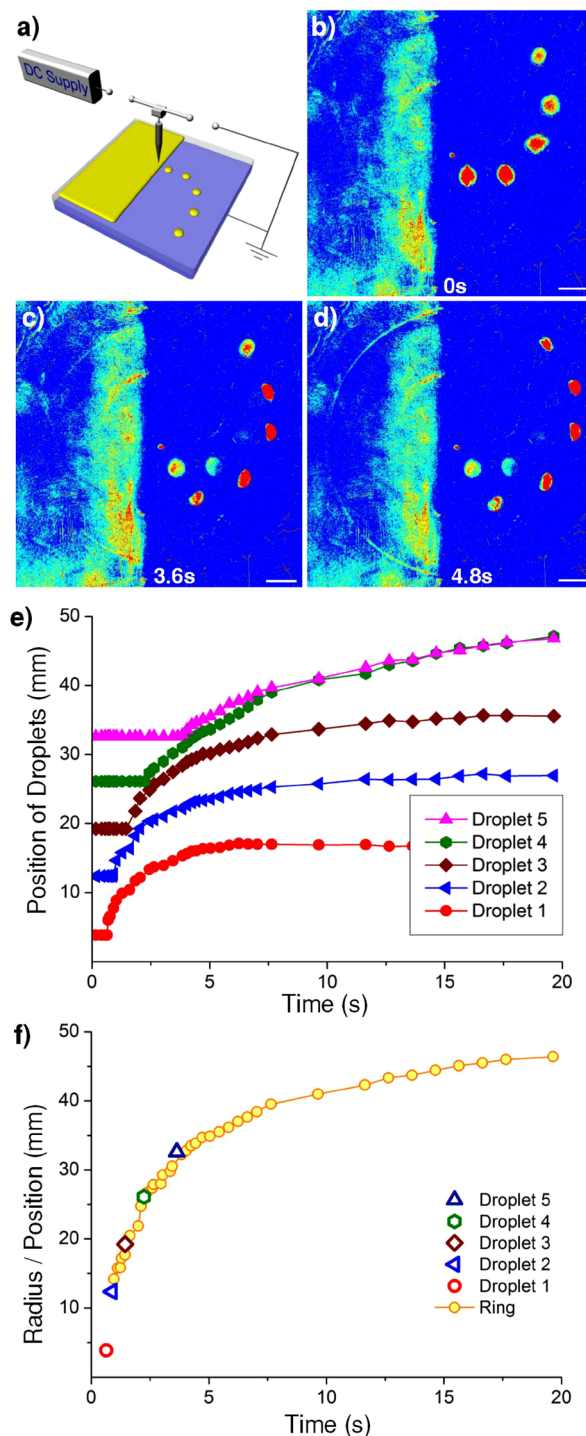 a)
DC Supply
b)
0s
c)
3.6s
d)
4.8s
e)
50
40
30
20
10
Position of Droplets (mm)
Droplet 5
Droplet 4
Droplet 3
Droplet 2
Droplet 1
0
5
10
15
20
Time (s)
f)
50
40
30
20
10
Radius / Position (mm)
Droplet 5
Droplet 4
Droplet 3
Droplet 2
Droplet 1
Ring
0
5
10
15
20
Time (s)